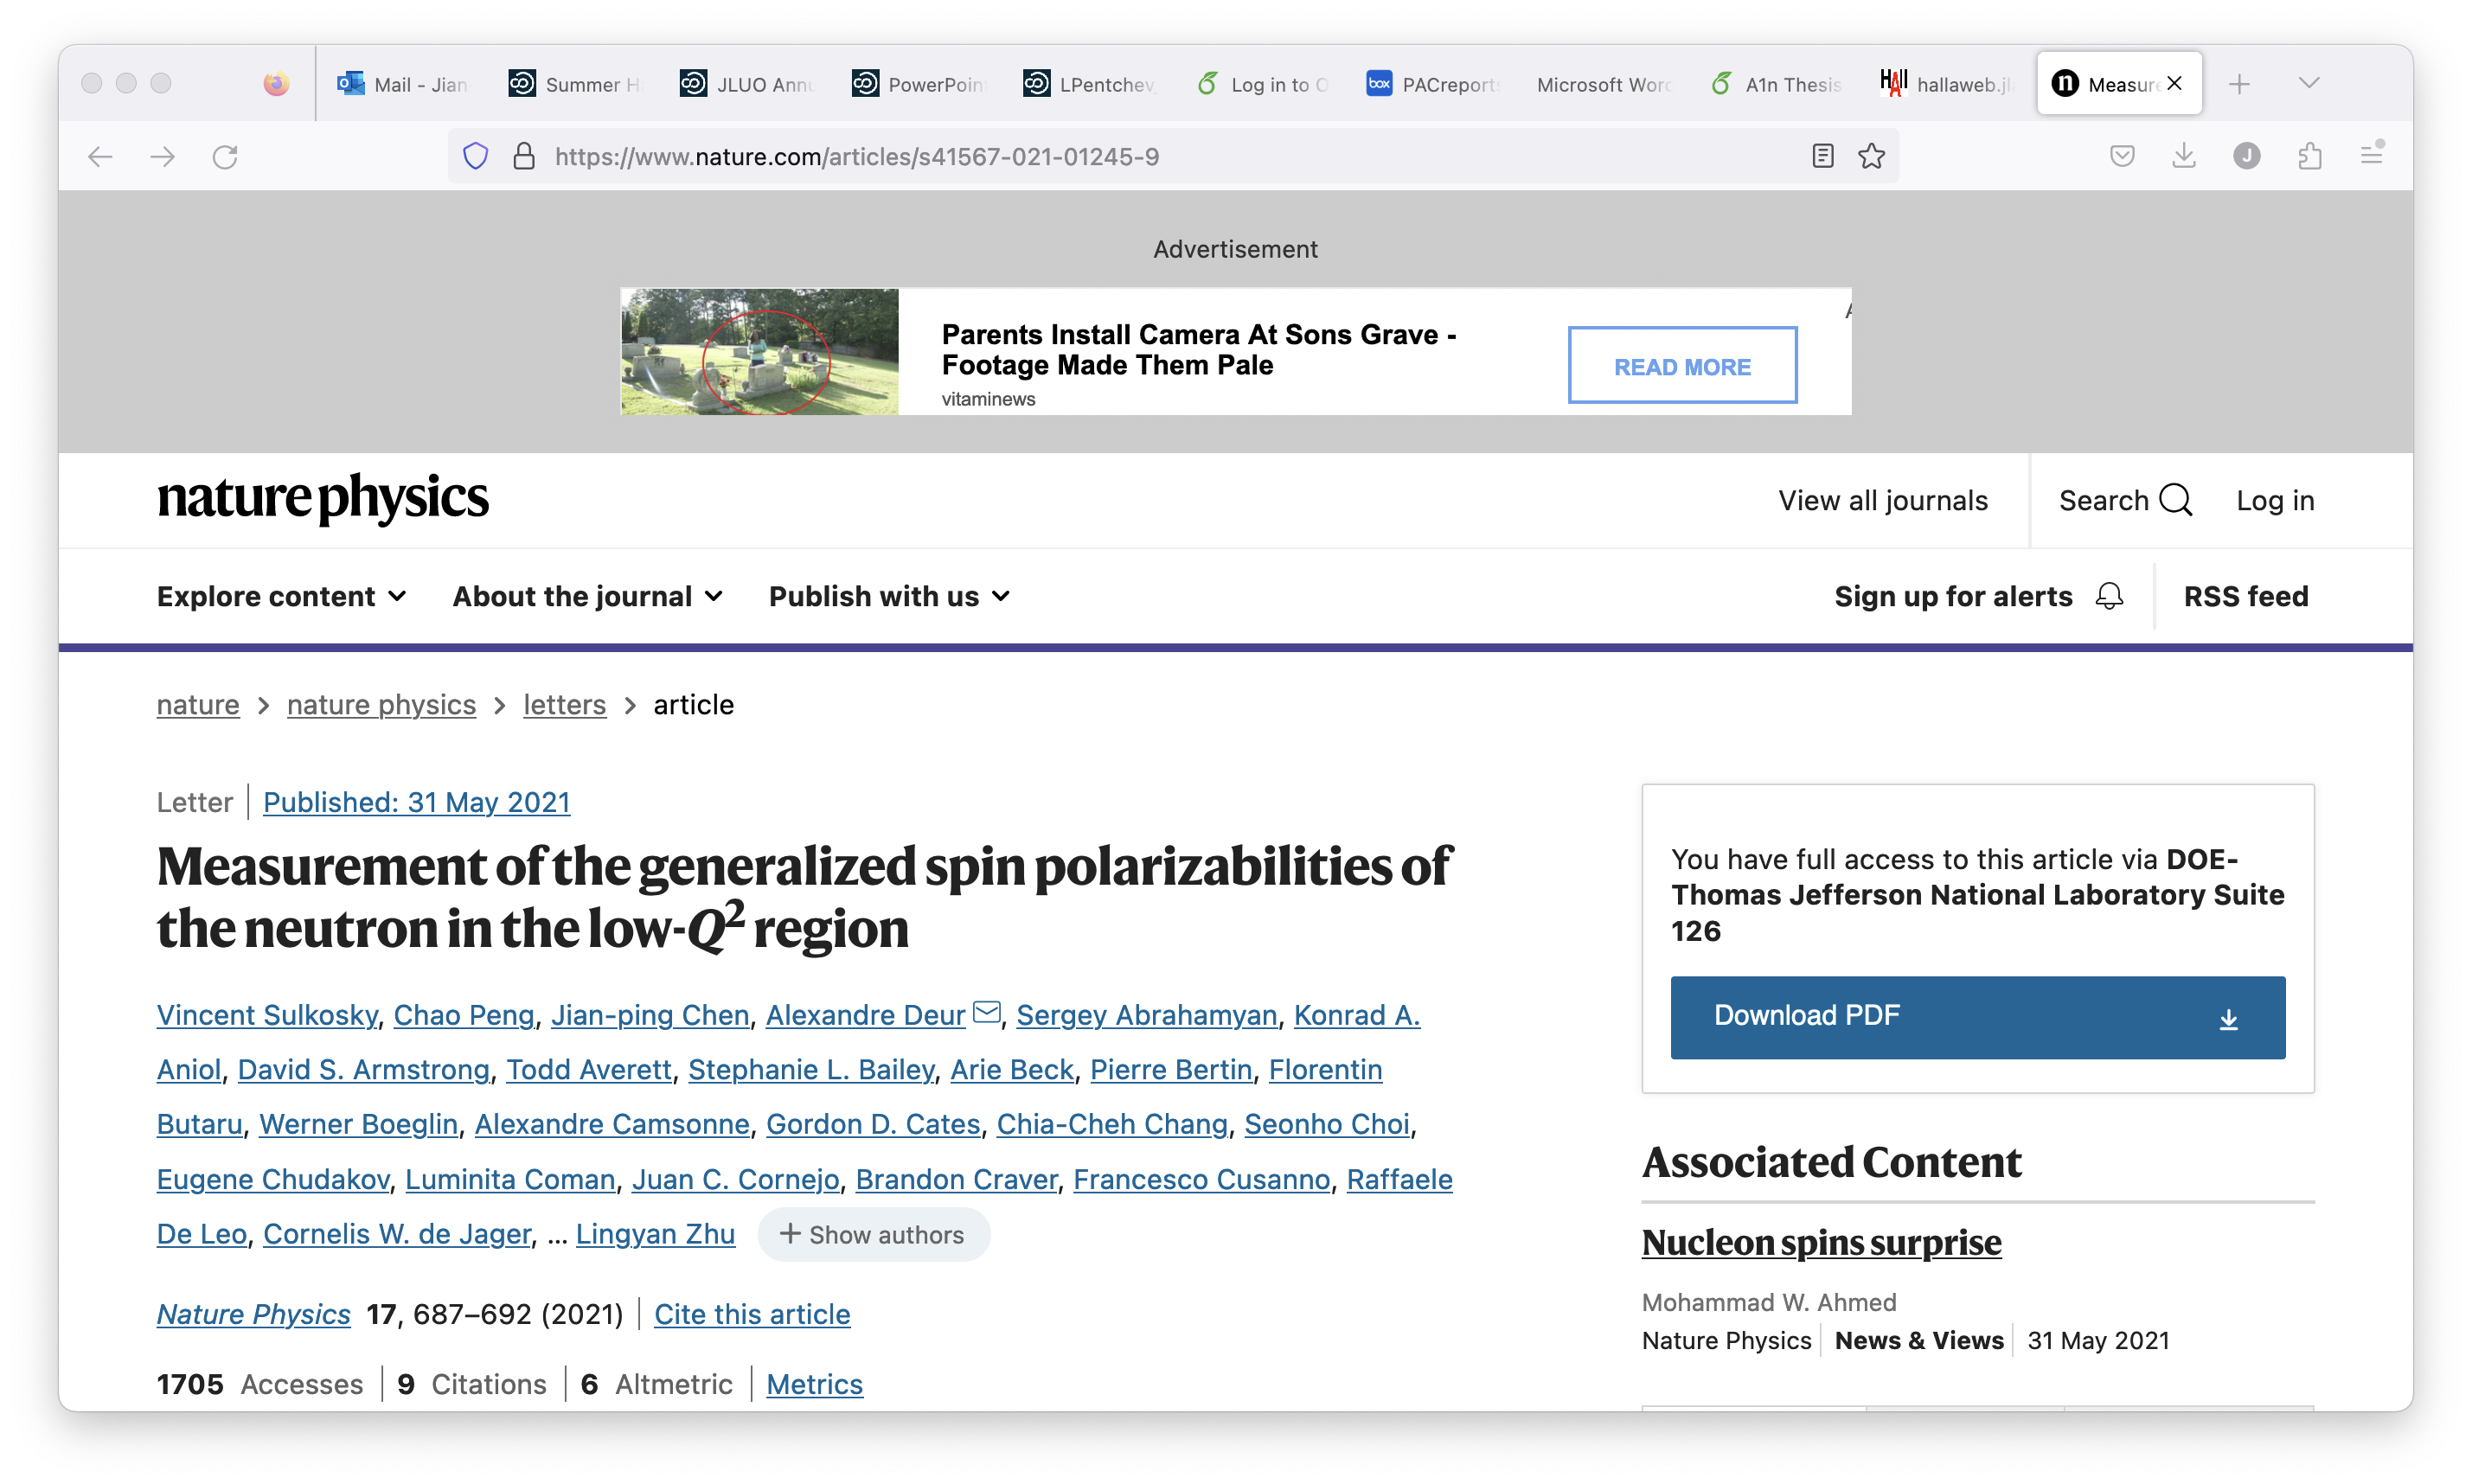 Mail - Jian
Summer H
JLUO Annu
PowerPoin
LPentchev
Log in to O
PACreport
Microsoft Word
A1n Thesis
hallaweb.jl
Measure
https://www.nature.com/articles/s41567-021-01245-9
Advertisement
Parents Install Camera At Sons Grave -
Footage Made Them Pale
vitaminews
READ MORE
nature physics
View all journals
Search
Log in
Explore content
About the journal
Publish with us
Sign up for alerts
RSS feed
nature > nature physics > letters > article
Letter | Published: 31 May 2021
Measurement of the generalized spin polarizabilities of
the neutron in the low-Q² region
Vincent Sulkosky, Chao Peng, Jian-ping Chen, Alexandre Deur, Sergey Abrahamyan, Konrad A.
Aniol, David S. Armstrong, Todd Averett, Stephanie L. Bailey, Arie Beck, Pierre Bertin, Florentin
Butaru, Werner Boeglin, Alexandre Camsonne, Gordon D. Cates, Chia-Cheh Chang, Seonho Choi,
Eugene Chudakov, Luminita Coman, Juan C. Cornejo, Brandon Craver, Francesco Cusanno, Raffaele
De Leo, Cornelis W. de Jager, ... Lingyan Zhu + Show authors
Nature Physics 17, 687–692 (2021) | Cite this article
1705 Accesses | 9 Citations | 6 Altmetric | Metrics
You have full access to this article via DOE-
Thomas Jefferson National Laboratory Suite
126
Download PDF
Associated Content
Nucleon spins surprise
Mohammad W. Ahmed
Nature Physics | News & Views | 31 May 2021